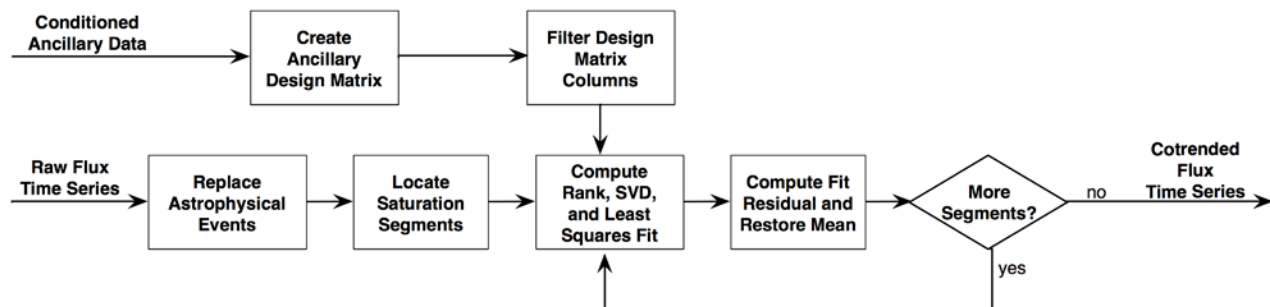 Conditioned
Ancillary Data
Create
Ancillary
Design Matrix
Filter Design
Matrix
Columns
Raw Flux
Time Series
Replace
Astrophysical
Events
Locate
Saturation
Segments
Compute
Rank, SVD,
and Least
Squares Fit
Compute Fit
Residual and
Restore Mean
More
Segments?
no
Cotrended
Flux
Time Series
yes